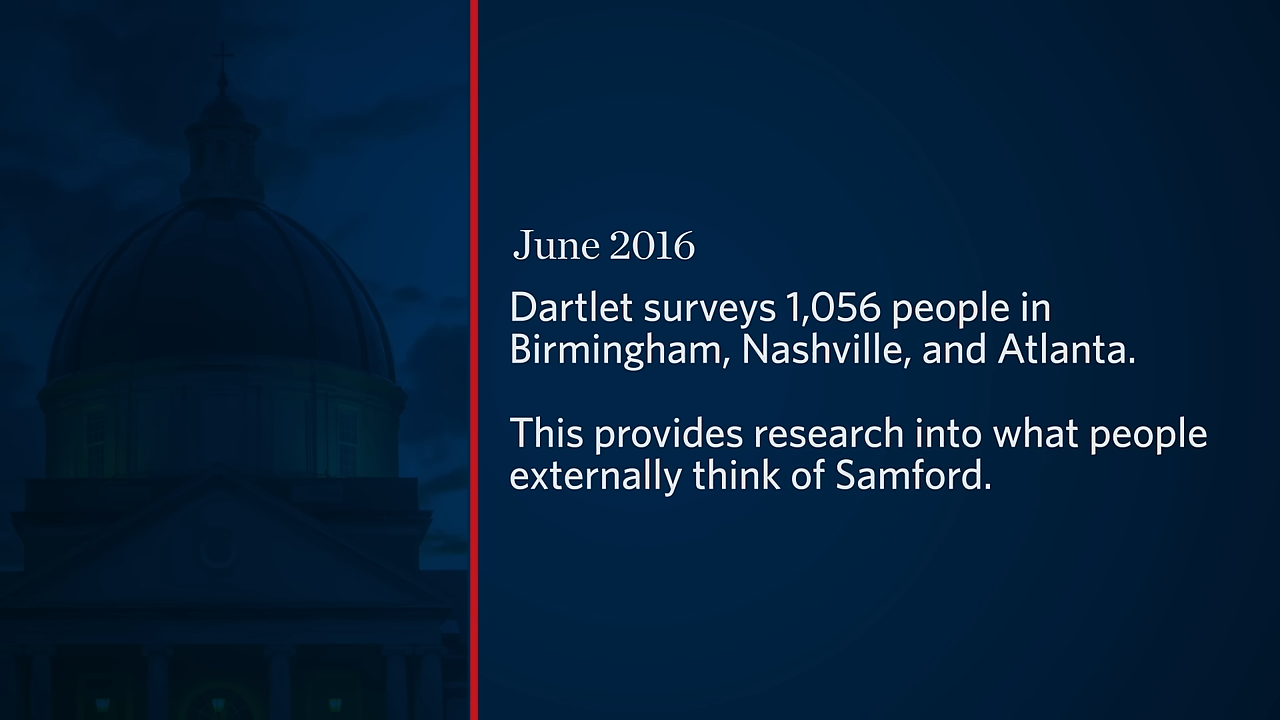 June 2016
Dartlet surveys 1,056 people in
Birmingham, Nashville, and Atlanta.
This provides research into what people
externally think of Samford.